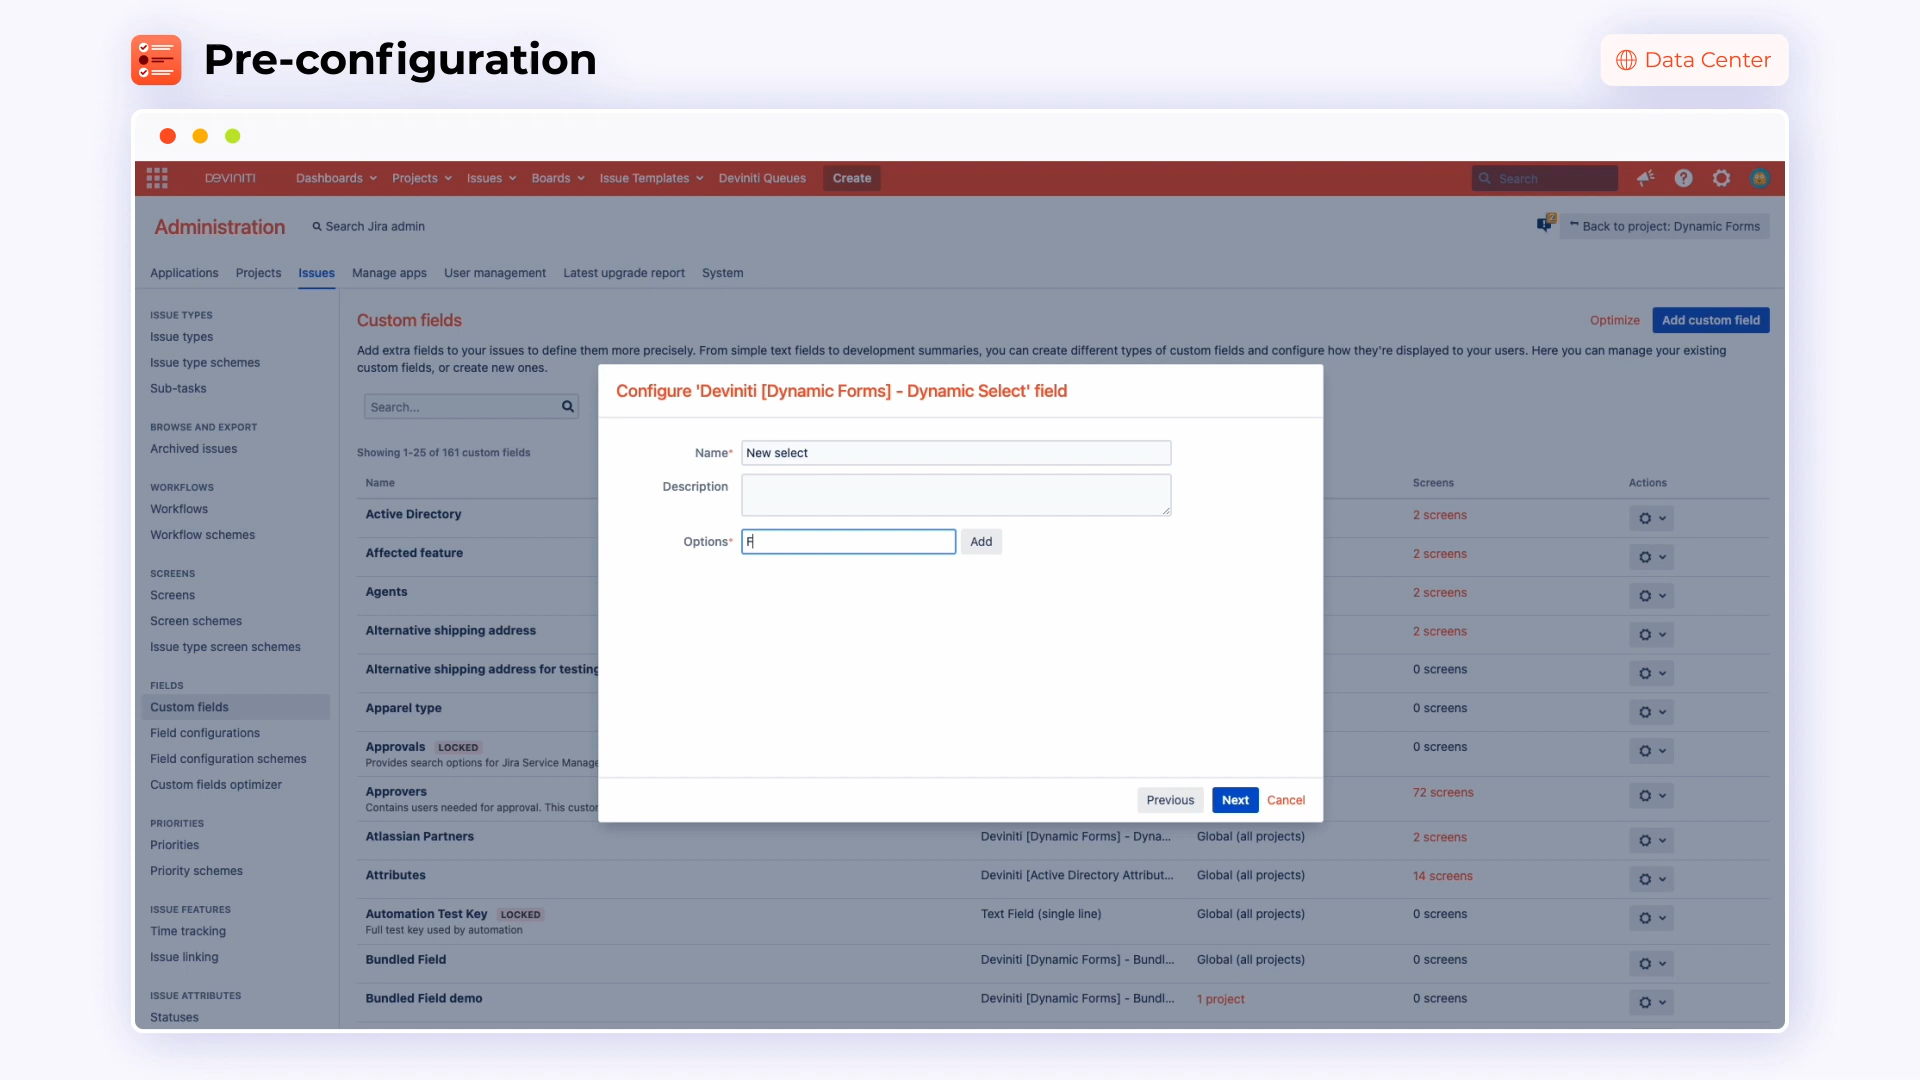 Pre-configuration
Data Center
DEVINITI Dashboards Projects Issues Boards Issue Templates Deviniti Queues Create Search
Administration Search Jira admin
2
Back to project: Dynamic Forms
Applications Projects Issues Manage apps User management Latest upgrade report System
ISSUE TYPES
Issue types
Issue type schemes
Sub-tasks
BROWSE AND EXPORT
Archived issues
WORKFLOWS
Workflows
Workflow schemes
SCREENS
Screens
Screen schemes
Issue type screen schemes
FIELDS
Custom fields
Field configurations
Field configuration schemes
Custom fields optimizer
PRIORITIES
Priorities
Priority schemes
ISSUE FEATURES
Time tracking
Issue linking
ISSUE ATTRIBUTES
Statuses
Custom fields
Optimize Add custom field
Add extra fields to your issues to define them more precisely. From simple text fields to development summaries, you can create different types of custom fields and configure how they're displayed to your users. Here you can manage your existing
custom fields, or create new ones.
Search...
Showing 1-25 of 161 custom fields
Name Screens Actions
Active Directory 2 screens
Affected feature 2 screens
Agents 2 screens
Alternative shipping address 2 screens
Alternative shipping address for testing 0 screens
Apparel type 0 screens
Approvals LOCKED 0 screens
Provides search options for Jira Service Manage
Approvers 72 screens
Contains users needed for approval. This custor
Atlassian Partners Deviniti [Dynamic Forms] - Dyna... Global (all projects) 2 screens
Attributes Deviniti [Active Directory Attribut... Global (all projects) 14 screens
Automation Test Key LOCKED Text Field (single line) Global (all projects) 0 screens
Full test key used by automation
Bundled Field Deviniti [Dynamic Forms] - Bundl... Global (all projects) 0 screens
Bundled Field demo Deviniti [Dynamic Forms] - Bundl... 1 project 0 screens
Configure 'Deviniti [Dynamic Forms] - Dynamic Select' field
Name* New select
Description
Options* F Add
Previous Next Cancel